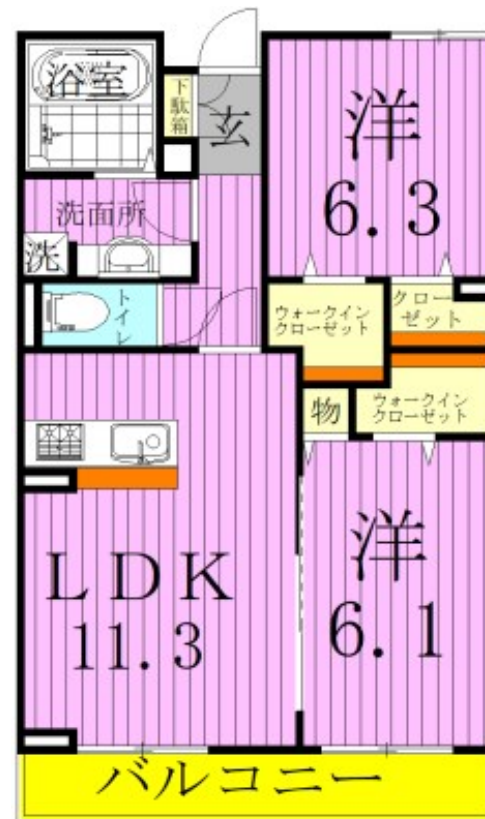 浴室
下駄箱
玄
洋
6.3
洗面所
洗
トイレ
ウォークイン
クローゼット
クロー
ゼット
物
ウォークイン
クローゼット
LDK
11.3
洋
6.1
バルコニー